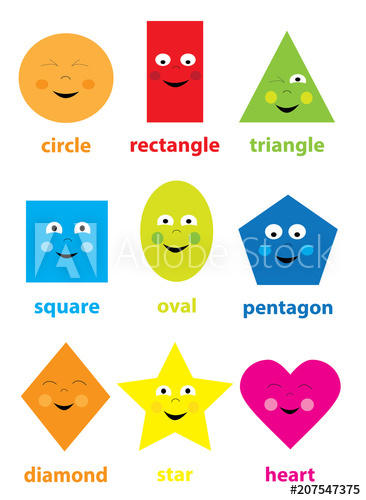 circle rectangle triangle
Adobe Stock
square oval pentagon
diamond star heart
#207547375